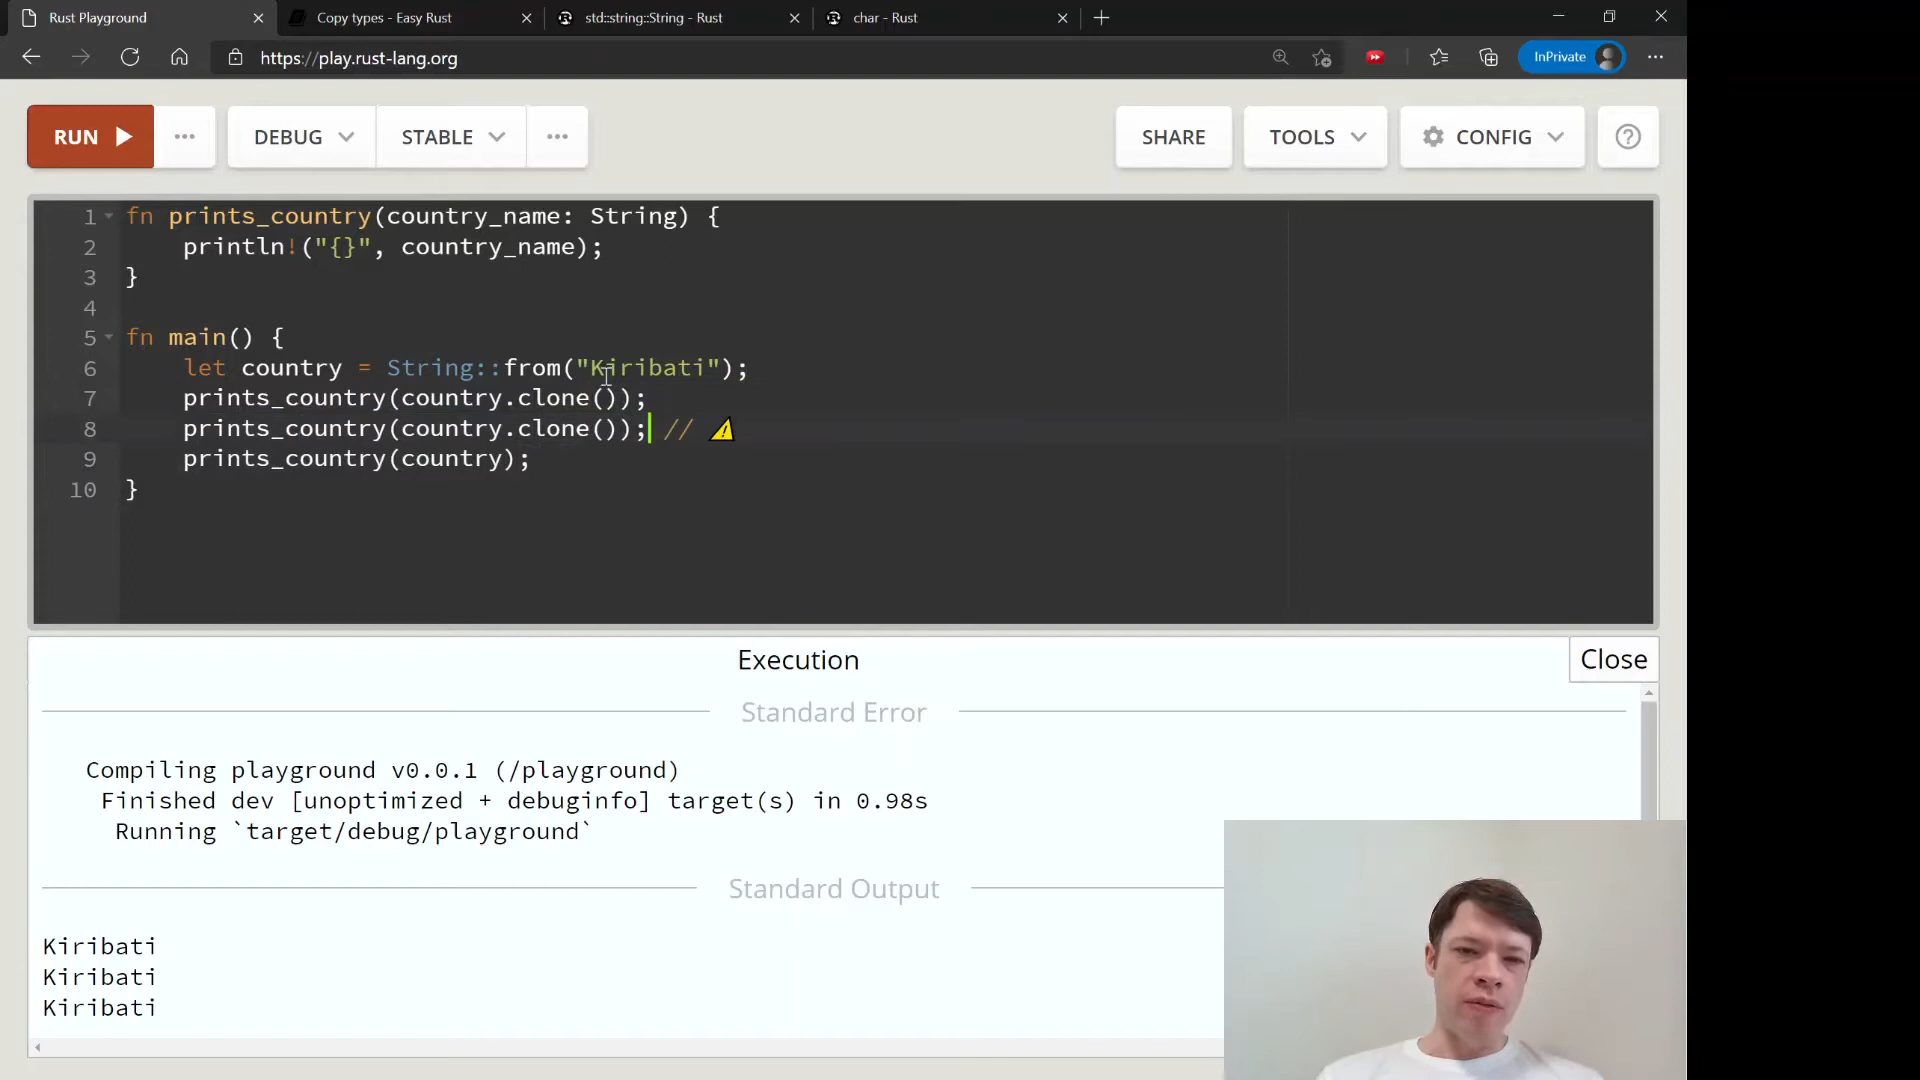 Rust Playground
Copy types - Easy Rust
std::string::String - Rust
char - Rust
https://play.rust-lang.org
InPrivate
RUN
DEBUG
STABLE
SHARE
TOOLS
CONFIG
1 fn prints_country(country_name: String) {
2 println!("{}", country_name);
3 }
4
5 fn main() {
6 let country = String::from("Kiribati");
7 prints_country(country.clone());
8 prints_country(country.clone()); // ⚠
9 prints_country(country);
10 }
Execution
Close
Standard Error
Compiling playground v0.0.1 (/playground)
Finished dev [unoptimized + debuginfo] target(s) in 0.98s
Running `target/debug/playground`
Standard Output
Kiribati
Kiribati
Kiribati